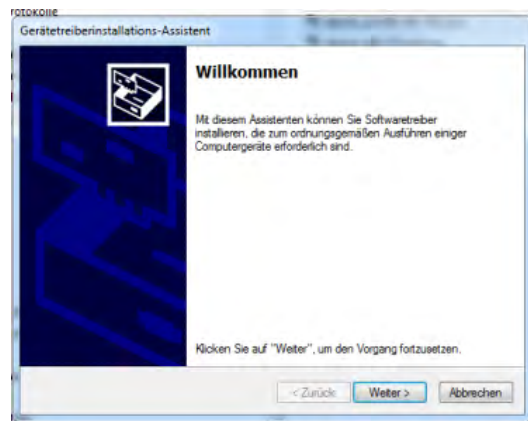 rotokolle
Gerätetreiberinstallations-Assistent
Willkommen
Mit diesem Assistenten können Sie Softwaretreiber
installieren, die zum ordnungsgemäßen Ausführen einiger
Computergeräte erforderlich sind.
Klicken Sie auf "Weiter", um den Vorgang fortzusetzen.
< Zurück Weiter > Abbrechen